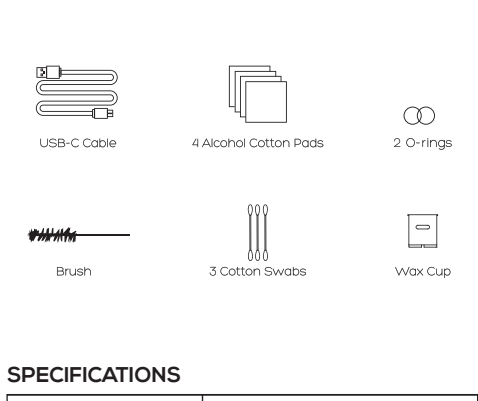 USB-C Cable
4 Alcohol Cotton Pads
2 O-rings
Brush
3 Cotton Swabs
Wax Cup
SPECIFICATIONS